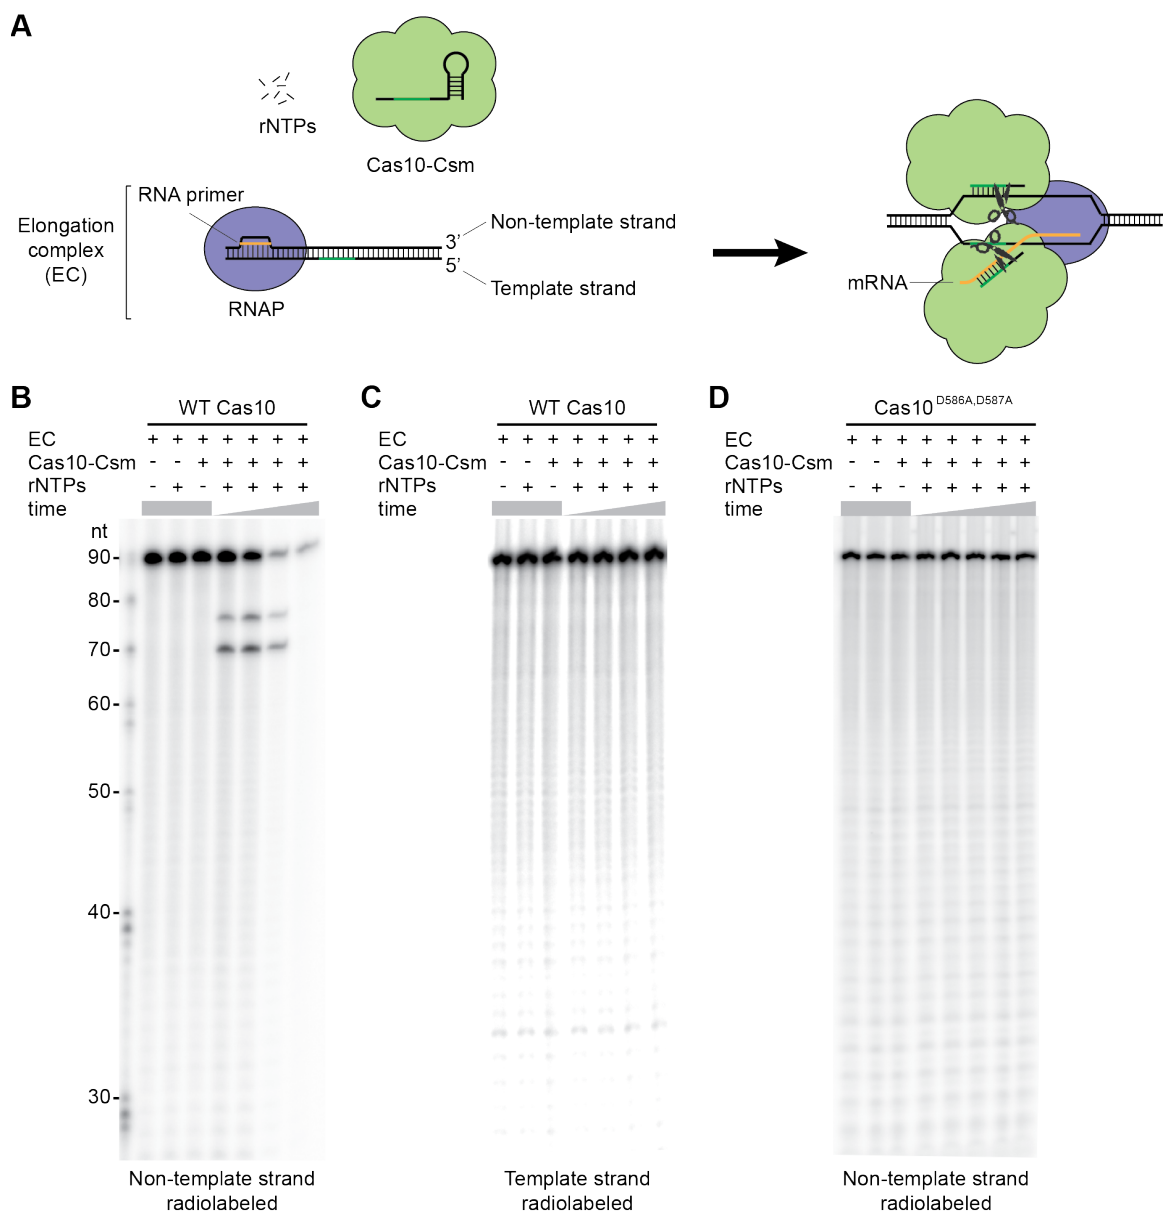 A
rNTPs
Cas10-Csm
RNA primer
Elongation
complex
(EC)
3’
Non-template strand
5’
Template strand
RNAP
mRNA
B
WT Cas10
EC + + + + + + +
Cas10-Csm - - + + + + +
rNTPs - + - + + + +
time
nt
90-
80-
70-
60-
50-
40-
30-
Non-template strand
radiolabeled
C
WT Cas10
EC + + + + + + +
Cas10-Csm - - + + + + +
rNTPs - + - + + + +
time
Template strand
radiolabeled
D
Cas10 D586A,D587A
EC + + + + + + + +
Cas10-Csm - - + + + + + +
rNTPs - + - + + + + +
time
Non-template strand
radiolabeled